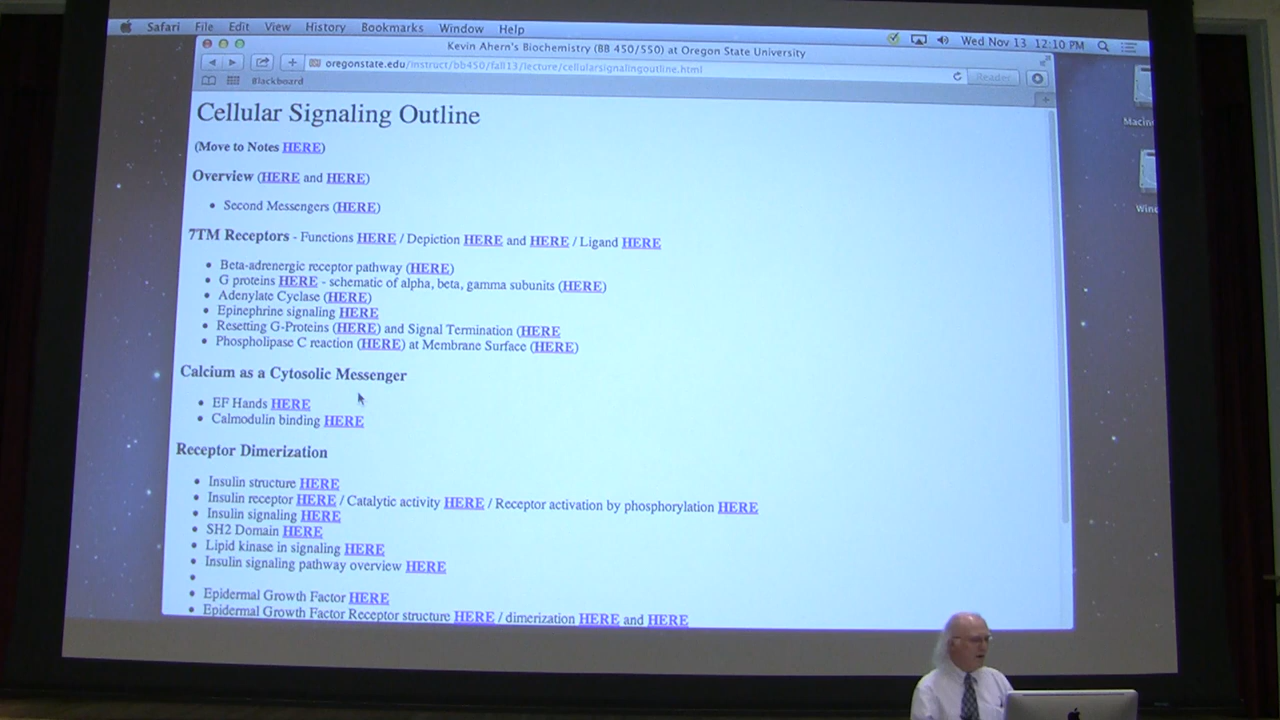 Safari File Edit View History Bookmarks Window Help Wed Nov 13 12:10 PM
Kevin Ahern's Biochemistry (BB 450/550) at Oregon State University
oregonstate.edu/instruct/bb450/fall13/lecture/cellularsignalingoutline.html Reader
Blackboard
Cellular Signaling Outline
Macin
(Move to Notes HERE)
Overview (HERE and HERE)
• Second Messengers (HERE)
Winc
7TM Receptors - Functions HERE / Depiction HERE and HERE / Ligand HERE
• Beta-adrenergic receptor pathway (HERE)
• G proteins HERE - schematic of alpha, beta, gamma subunits (HERE)
• Adenylate Cyclase (HERE)
• Epinephrine signaling HERE
• Resetting G-Proteins (HERE) and Signal Termination (HERE
• Phospholipase C reaction (HERE) at Membrane Surface (HERE)
Calcium as a Cytosolic Messenger
• EF Hands HERE
• Calmodulin binding HERE
Receptor Dimerization
• Insulin structure HERE
• Insulin receptor HERE / Catalytic activity HERE / Receptor activation by phosphorylation HERE
• Insulin signaling HERE
• SH2 Domain HERE
• Lipid kinase in signaling HERE
• Insulin signaling pathway overview HERE
•
• Epidermal Growth Factor HERE
• Epidermal Growth Factor Receptor structure HERE / dimerization HERE and HERE